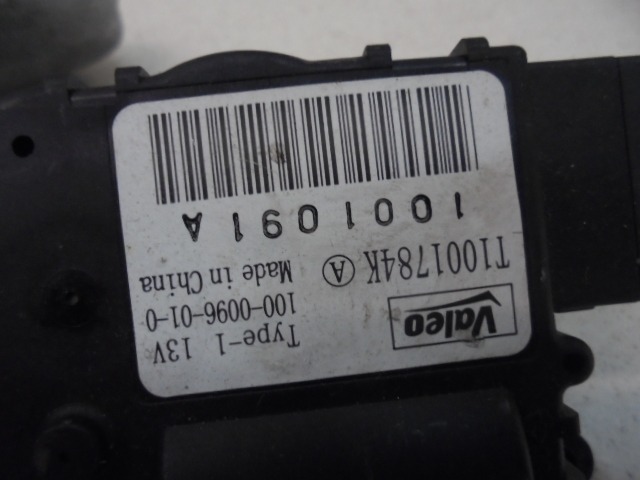 Valeo
Type-1 13V
100-0096-01-0
T1001784K Ⓐ Made in China
1001091A